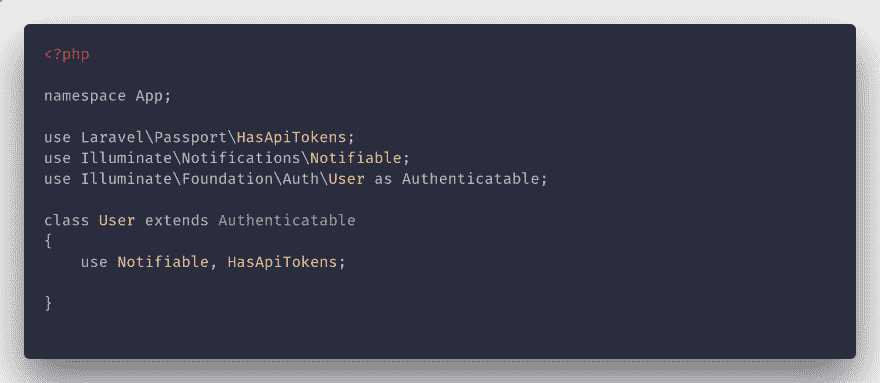 <?php
namespace App;
use Laravel\Passport\HasApiTokens;
use Illuminate\Notifications\Notifiable;
use Illuminate\Foundation\Auth\User as Authenticatable;
class User extends Authenticatable
{
    use Notifiable, HasApiTokens;
}